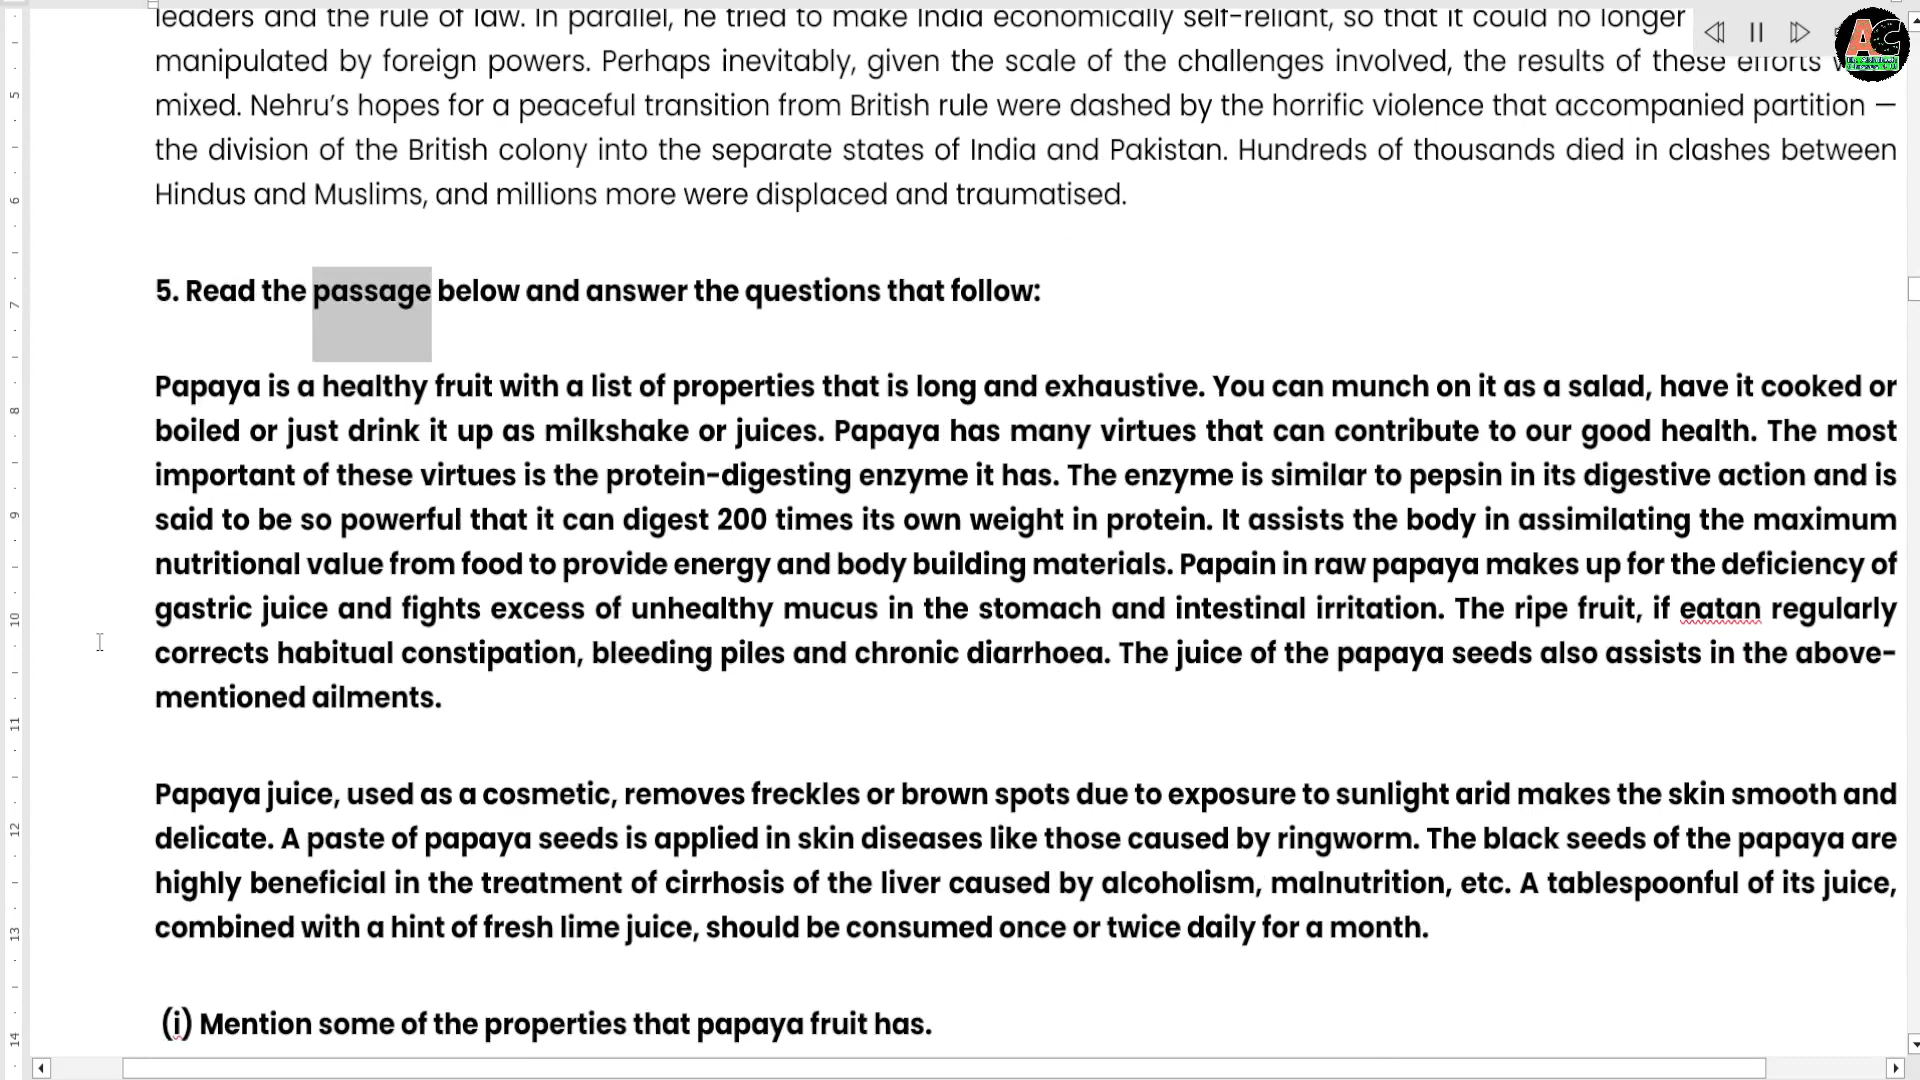 leaders and the rule of law. In parallel, he tried to make India economically self-reliant, so that it could no longer
manipulated by foreign powers. Perhaps inevitably, given the scale of the challenges involved, the results of these efforts
mixed. Nehru's hopes for a peaceful transition from British rule were dashed by the horrific violence that accompanied partition —
the division of the British colony into the separate states of India and Pakistan. Hundreds of thousands died in clashes between
Hindus and Muslims, and millions more were displaced and traumatised.
5. Read the passage below and answer the questions that follow:
Papaya is a healthy fruit with a list of properties that is long and exhaustive. You can munch on it as a salad, have it cooked or
boiled or just drink it up as milkshake or juices. Papaya has many virtues that can contribute to our good health. The most
important of these virtues is the protein-digesting enzyme it has. The enzyme is similar to pepsin in its digestive action and is
said to be so powerful that it can digest 200 times its own weight in protein. It assists the body in assimilating the maximum
nutritional value from food to provide energy and body building materials. Papain in raw papaya makes up for the deficiency of
gastric juice and fights excess of unhealthy mucus in the stomach and intestinal irritation. The ripe fruit, if eatan regularly
corrects habitual constipation, bleeding piles and chronic diarrhoea. The juice of the papaya seeds also assists in the above-
mentioned ailments.
Papaya juice, used as a cosmetic, removes freckles or brown spots due to exposure to sunlight arid makes the skin smooth and
delicate. A paste of papaya seeds is applied in skin diseases like those caused by ringworm. The black seeds of the papaya are
highly beneficial in the treatment of cirrhosis of the liver caused by alcoholism, malnutrition, etc. A tablespoonful of its juice,
combined with a hint of fresh lime juice, should be consumed once or twice daily for a month.
(i) Mention some of the properties that papaya fruit has.
AC
5
6
7
8
9
10
11
12
13
14